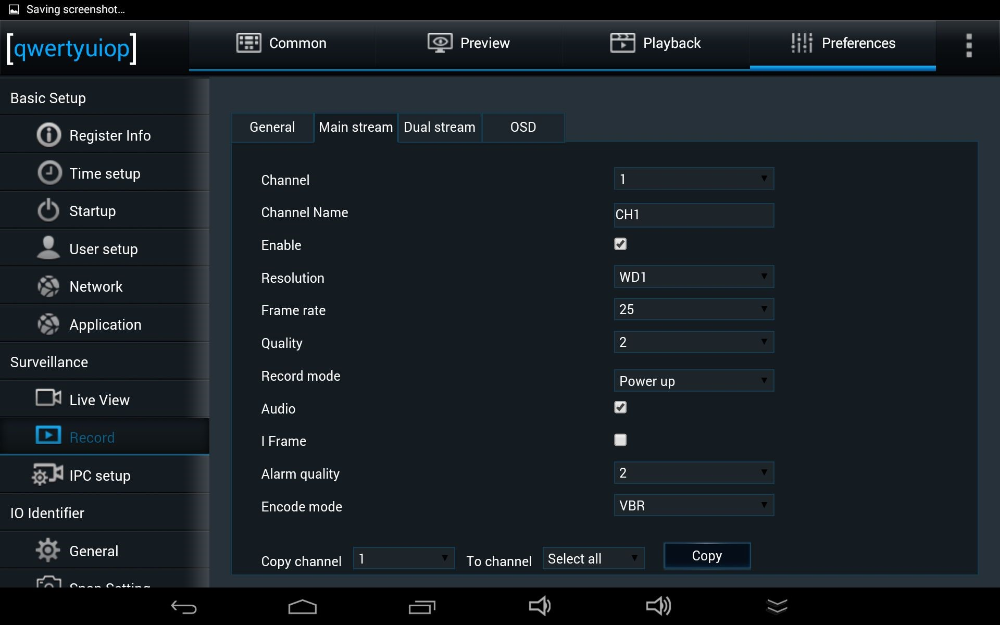 Saving screenshot...
[qwertyuiop]
Common
Preview
Playback
Preferences
Basic Setup
Register Info
Time setup
Startup
User setup
Network
Application
Surveillance
Live View
Record
IPC setup
IO Identifier
General
Snap Setting
General
Main stream
Dual stream
OSD
Channel
1
Channel Name
CH1
Enable
Resolution
WD1
Frame rate
25
Quality
2
Record mode
Power up
Audio
I Frame
Alarm quality
2
Encode mode
VBR
Copy channel
1
To channel
Select all
Copy